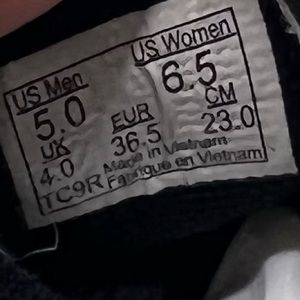 US Men US Women
5.0 6.5
UK EUR CM
4.0 36.5 23.0
TC9R Made in Vietnam
Fabriqué en Vietnam